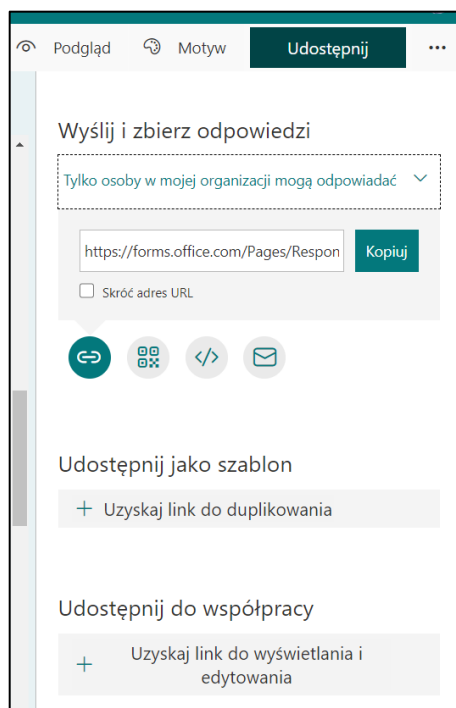 Podgląd Motyw Udostępnij
Wyślij i zbierz odpowiedzi
Tylko osoby w mojej organizacji mogą odpowiadać
https://forms.office.com/Pages/Respon Kopiuj
Skróć adres URL
Udostępnij jako szablon
+ Uzyskaj link do duplikowania
Udostępnij do współpracy
+ Uzyskaj link do wyświetlania i
edytowania